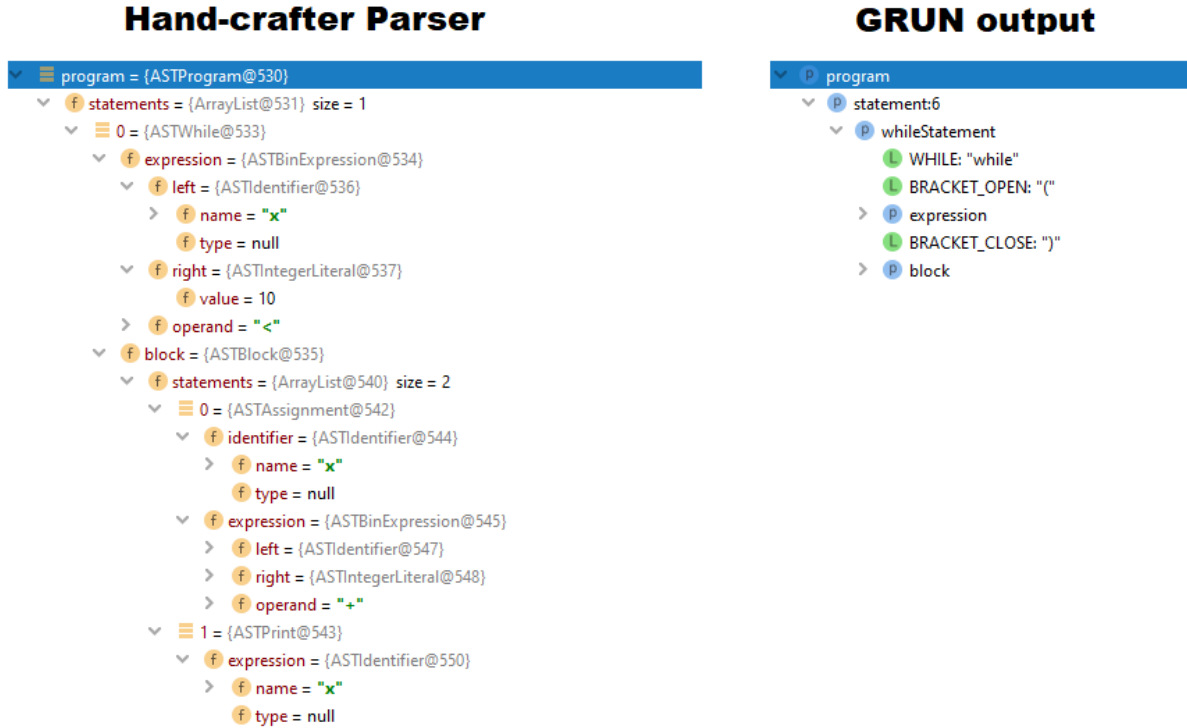 Hand-crafter Parser
program = {ASTProgram@530}
f statements = {ArrayList@531} size = 1
0 = {ASTWhile@533}
f expression = {ASTBinExpression@534}
f left = {ASTIdentifier@536}
f name = "x"
f type = null
f right = {ASTIntegerLiteral@537}
f value = 10
f operand = "<"
f block = {ASTBlock@535}
f statements = {ArrayList@540} size = 2
0 = {ASTAssignment@542}
f identifier = {ASTIdentifier@544}
f name = "x"
f type = null
f expression = {ASTBinExpression@545}
f left = {ASTIdentifier@547}
f right = {ASTIntegerLiteral@548}
f operand = "+"
1 = {ASTPrint@543}
f expression = {ASTIdentifier@550}
f name = "x"
f type = null
GRUN output
P program
P statement:6
P whileStatement
L WHILE: "while"
L BRACKET_OPEN: "("
P expression
L BRACKET_CLOSE: ")"
P block